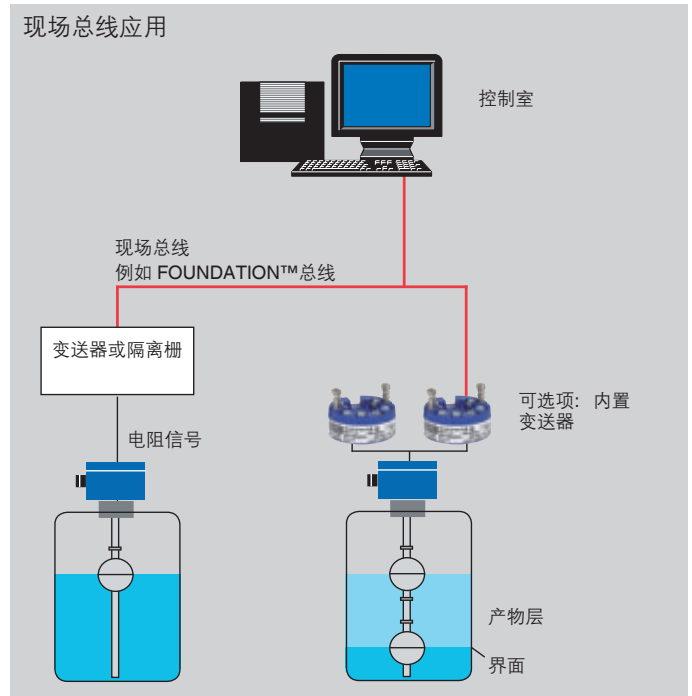 现场总线应用
控制室
现场总线
例如 FOUNDATION™总线
变送器或隔离栅
可选项: 内置
变送器
电阻信号
产物层
界面